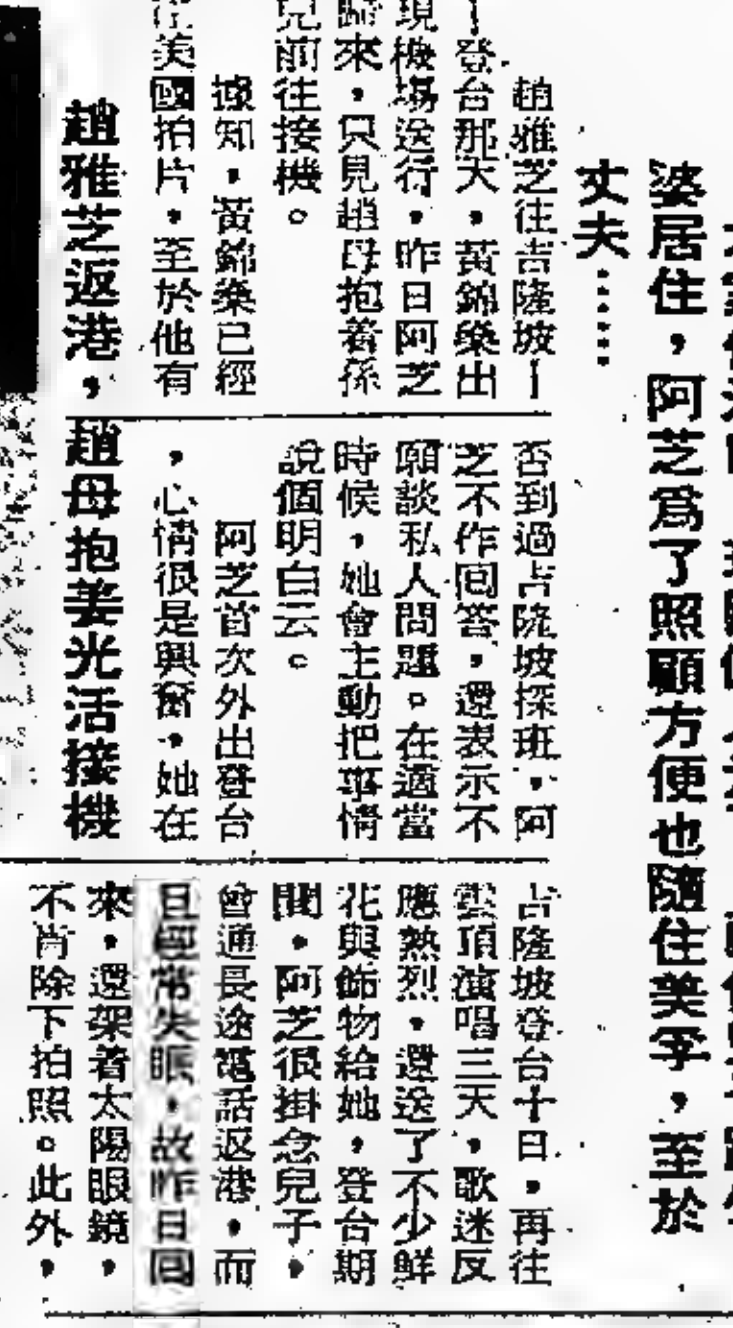 婆居住，阿芝為了照顧方便也隨住美孚，至於
丈夫……
趙雅芝返港，趙母抱姜光活接機
趙雅芝往吉隆坡—
—登台那天，黃錦燊出
現機場送行，昨日阿芝
歸來，只見趙母抱着孫
兒前往接機。
據知，黃錦燊已經
在美國拍片，至於他有
否到過吉隆坡探班，阿
芝不作回答，還表示不
願談私人問題。在適當
時候，她會主動把事情
說個明白云。
阿芝首次外出登台
，心情很是興奮，她在
吉隆坡登台十日，再往
雲頂演唱三天，歌迷反
應熱烈，還送了不少鮮
花與飾物給她，登台期
間，阿芝很掛念兒子，
曾通長途電話返港，而
且經常失眠，故昨日回
來，還架着太陽眼鏡，
不肯除下拍照。此外，